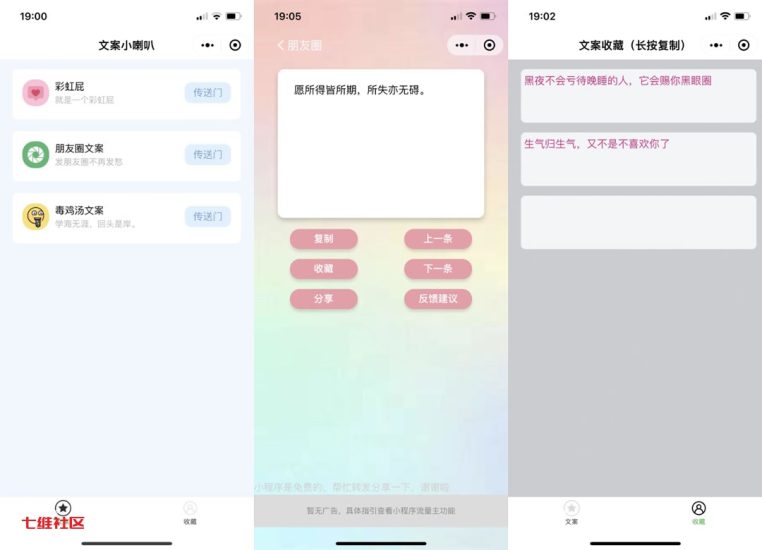 19:00
文案小喇叭
彩虹屁
就是一个彩虹屁
传送门
朋友圈文案
发朋友圈不再发愁
传送门
毒鸡汤文案
学海无涯，回头是岸。
传送门
七维社区
收藏
19:05
朋友圈
愿所得皆所期，所失亦无碍。
复制
上一条
收藏
下一条
分享
反馈建议
小程序是免费的，帮忙转发分享一下，谢谢啦
暂无广告，具体指引查看小程序流量主功能
19:02
文案收藏（长按复制）
黑夜不会亏待晚睡的人，它会赐你黑眼圈
生气归生气，又不是不喜欢你了
文案
收藏